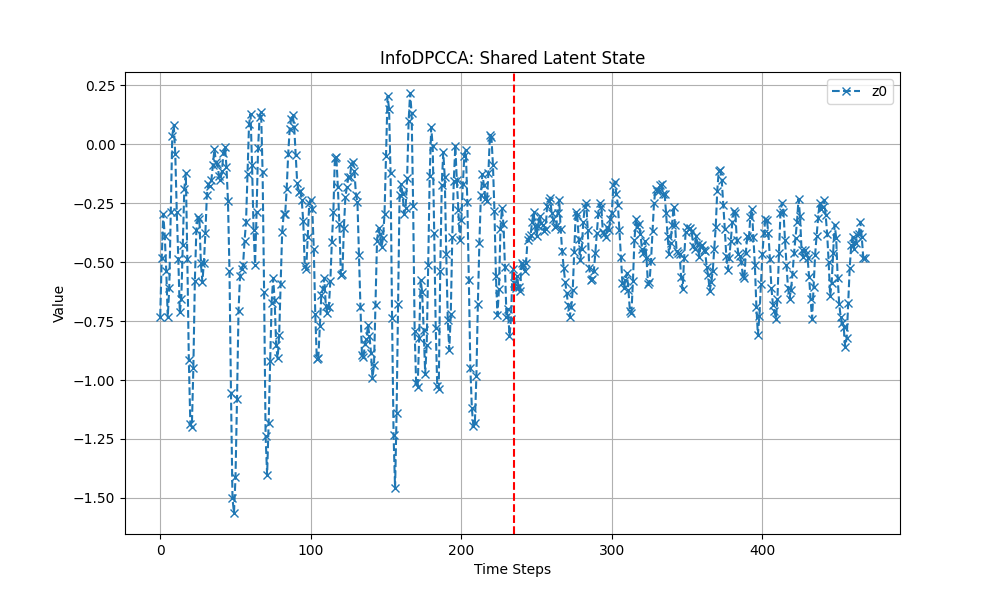 InfoDPCCA: Shared Latent State
z0
Value
0.25
0.00
−0.25
−0.50
−0.75
−1.00
−1.25
−1.50
0 100 200 300 400
Time Steps